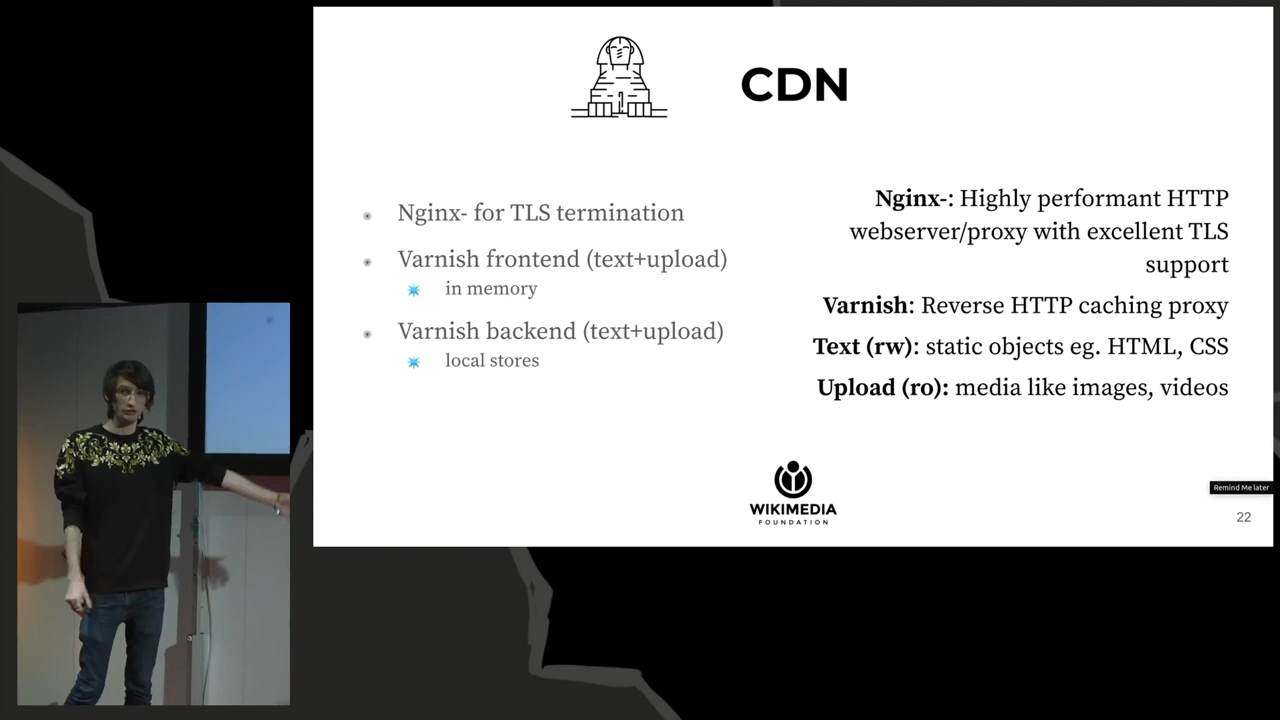 CDN
Nginx- for TLS termination
Varnish frontend (text+upload)
in memory
Varnish backend (text+upload)
local stores
Nginx-: Highly performant HTTP
webserver/proxy with excellent TLS
support
Varnish: Reverse HTTP caching proxy
Text (rw): static objects eg. HTML, CSS
Upload (ro): media like images, videos
WIKIMEDIA
FOUNDATION
Remind Me later
22